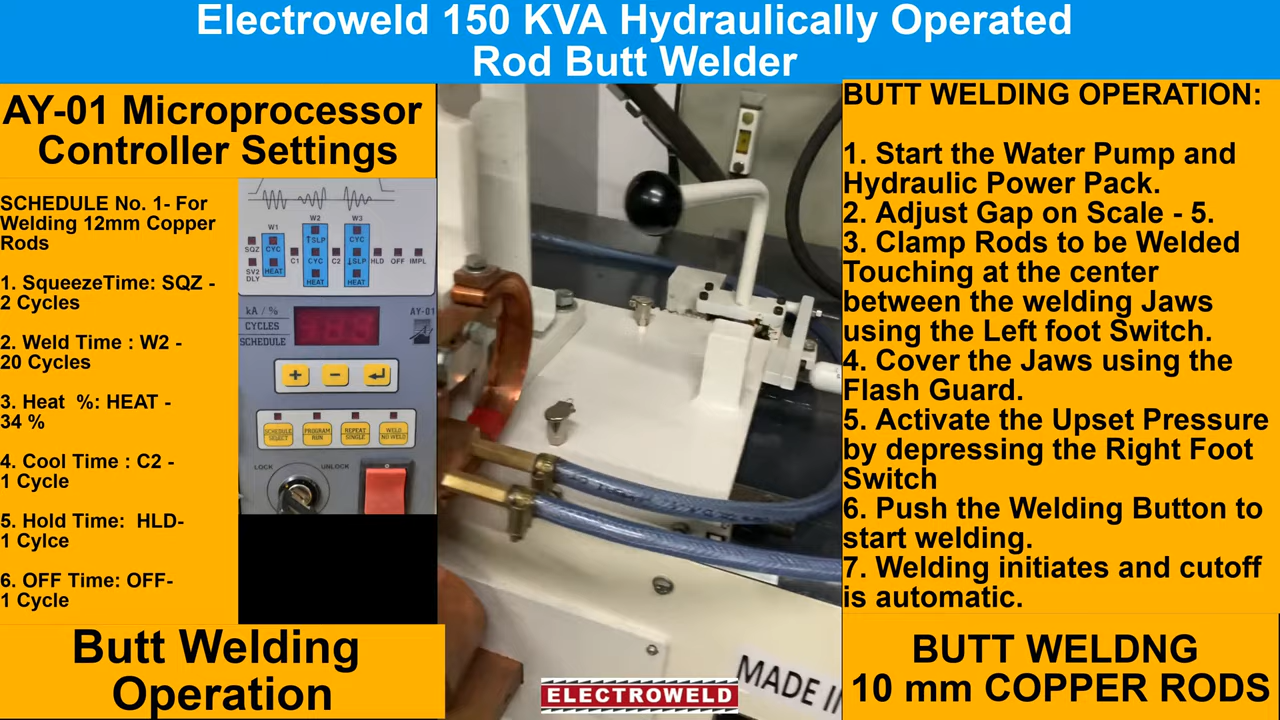 Electroweld 150 KVA Hydraulically Operated
Rod Butt Welder
AY-01 Microprocessor
Controller Settings
SCHEDULE No. 1- For
Welding 12mm Copper
Rods
1. SqueezeTime: SQZ -
2 Cycles
2. Weld Time : W2 -
20 Cycles
3. Heat %: HEAT -
34 %
4. Cool Time : C2 -
1 Cycle
5. Hold Time: HLD-
1 Cylce
6. OFF Time: OFF-
1 Cycle
W2 W3
W1
CYC
↑SLP
SQZ CYC C1 CYC C2 ↓SLP HLD OFF IMPL
SV2
DLY
HEAT
HEAT HEAT
kA / %
CYCLES
SCHEDULE
AY-01
+ − ↵
SCHEDULE
SELECT
PROGRAM
RUN
REPEAT
SINGLE
WELD
NO WELD
LOCK UNLOCK
Butt Welding
Operation
MADE I
ELECTROWELD
BUTT WELDING OPERATION:
1. Start the Water Pump and
Hydraulic Power Pack.
2. Adjust Gap on Scale - 5.
3. Clamp Rods to be Welded
Touching at the center
between the welding Jaws
using the Left foot Switch.
4. Cover the Jaws using the
Flash Guard.
5. Activate the Upset Pressure
by depressing the Right Foot
Switch
6. Push the Welding Button to
start welding.
7. Welding initiates and cutoff
is automatic.
BUTT WELDNG
10 mm COPPER RODS